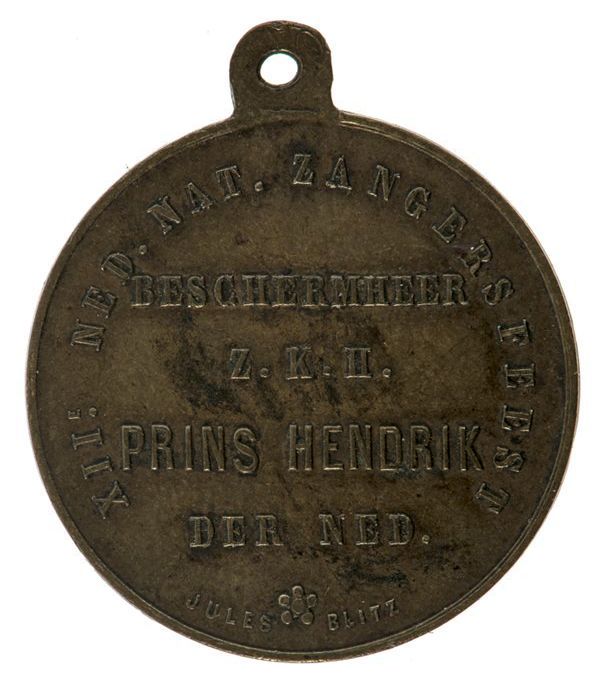 XIIE. NED. NAT. ZANGERSFEEST
BESCHERMHEER
Z.K.H.
PRINS HENDRIK
DER NED.
JULES BLITZ